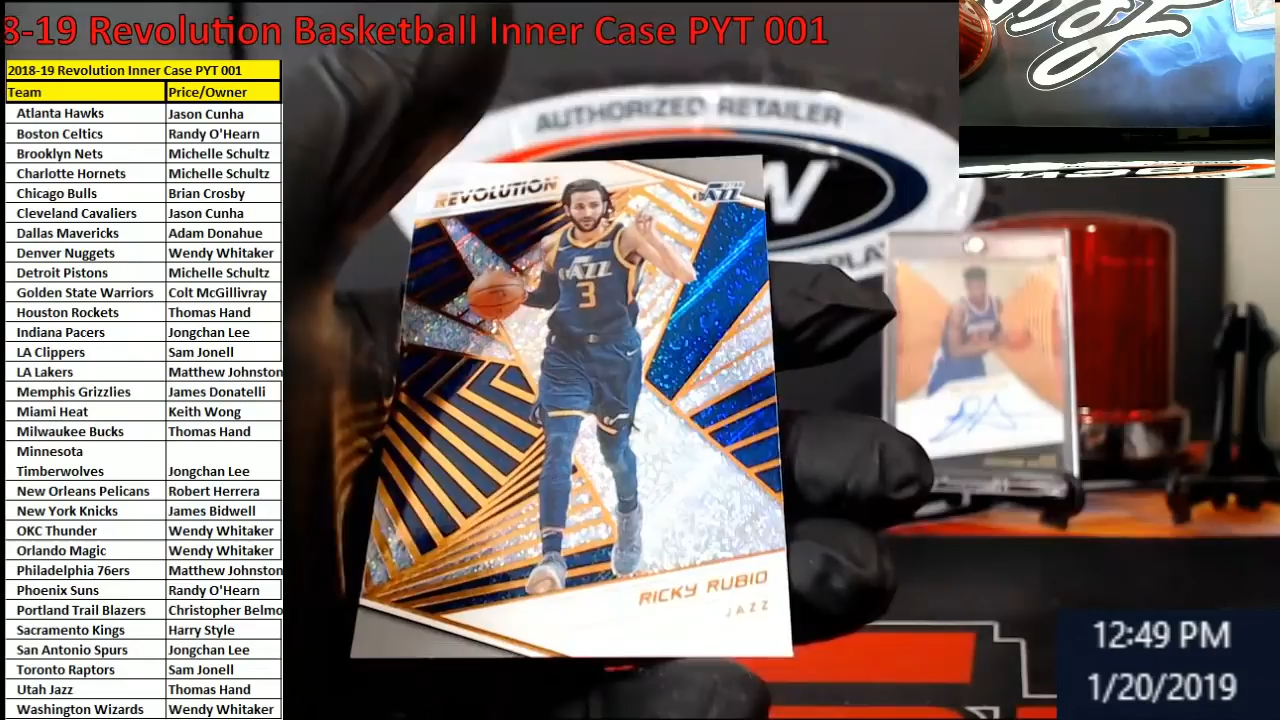 8-19 Revolution Basketball Inner Case PYT 001
2018-19 Revolution Inner Case PYT 001
Team Price/Owner
Atlanta Hawks Jason Cunha
Boston Celtics Randy O'Hearn
Brooklyn Nets Michelle Schultz
Charlotte Hornets Michelle Schultz
Chicago Bulls Brian Crosby
Cleveland Cavaliers Jason Cunha
Dallas Mavericks Adam Donahue
Denver Nuggets Wendy Whitaker
Detroit Pistons Michelle Schultz
Golden State Warriors Colt McGillivray
Houston Rockets Thomas Hand
Indiana Pacers Jongchan Lee
LA Clippers Sam Jonell
LA Lakers Matthew Johnston
Memphis Grizzlies James Donatelli
Miami Heat Keith Wong
Milwaukee Bucks Thomas Hand
Minnesota
Timberwolves Jongchan Lee
New Orleans Pelicans Robert Herrera
New York Knicks James Bidwell
OKC Thunder Wendy Whitaker
Orlando Magic Wendy Whitaker
Philadelphia 76ers Matthew Johnston
Phoenix Suns Randy O'Hearn
Portland Trail Blazers Christopher Belmo
Sacramento Kings Harry Style
San Antonio Spurs Jongchan Lee
Toronto Raptors Sam Jonell
Utah Jazz Thomas Hand
Washington Wizards Wendy Whitaker
AUTHORIZED RETAILER
W
REVOLUTION
JAZZ
JAZZ
3
RICKY RUBIO
JAZZ
12:49 PM
1/20/2019